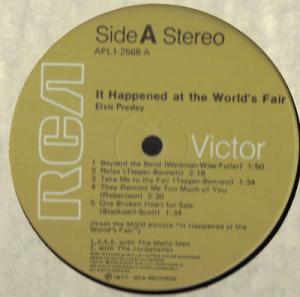 Side A Stereo
APL1-2568-A
It Happened at the World's Fair
Elvis Presley
RCA
Victor
1 Beyond the Bend (Weisman-Wise-Fuller) 1:50
2 Relax (Tepper-Bennett) 2:18
3 Take Me to the Fair (Tepper-Bennett) 1:34
4 They Remind Me Too Much of You
(Robertson) 2:30
5 One Broken Heart for Sale
(Blackwell-Scott) 1:34
(from the MGM picture "It Happened at the
World's Fair")
1,3,4,5, with The Mello Men
2, with The Jordanaires
1977, RCA RECORDS